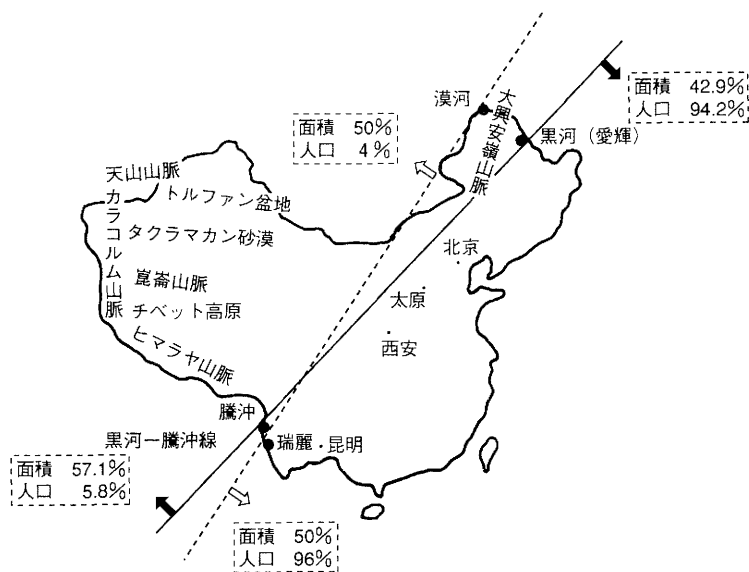 面積 42.9%
人口 94.2%
漠河
大興安嶺山脈
黒河（愛輝）
面積 50%
人口 4%
天山山脈
トルファン盆地
カラコルム山脈
タクラマカン砂漠
北京
崑崙山脈
太原
チベット高原
西安
ヒマラヤ山脈
騰沖
黒河ー騰沖線
瑞麗・昆明
面積 57.1%
人口 5.8%
面積 50%
人口 96%